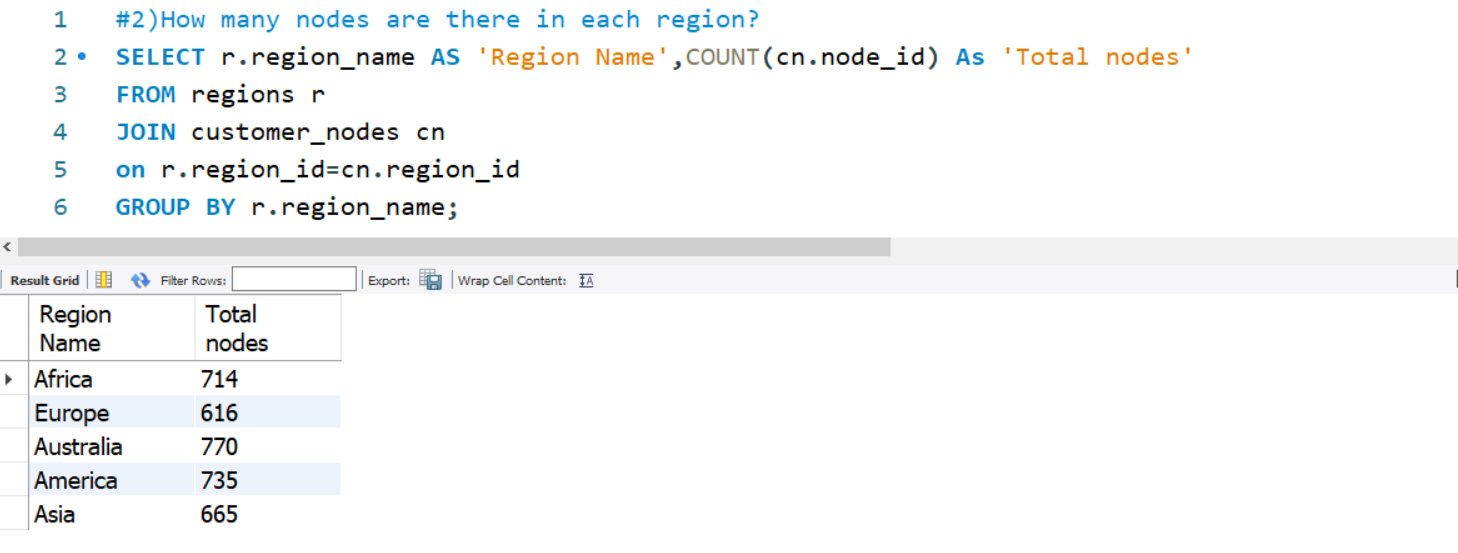 1 #2)How many nodes are there in each region?
2 SELECT r.region_name AS 'Region Name',COUNT(cn.node_id) As 'Total nodes'
3 FROM regions r
4 JOIN customer_nodes cn
5 on r.region_id=cn.region_id
6 GROUP BY r.region_name;
Result Grid Filter Rows: Export: Wrap Cell Content:
Region Name Total nodes
Africa 714
Europe 616
Australia 770
America 735
Asia 665